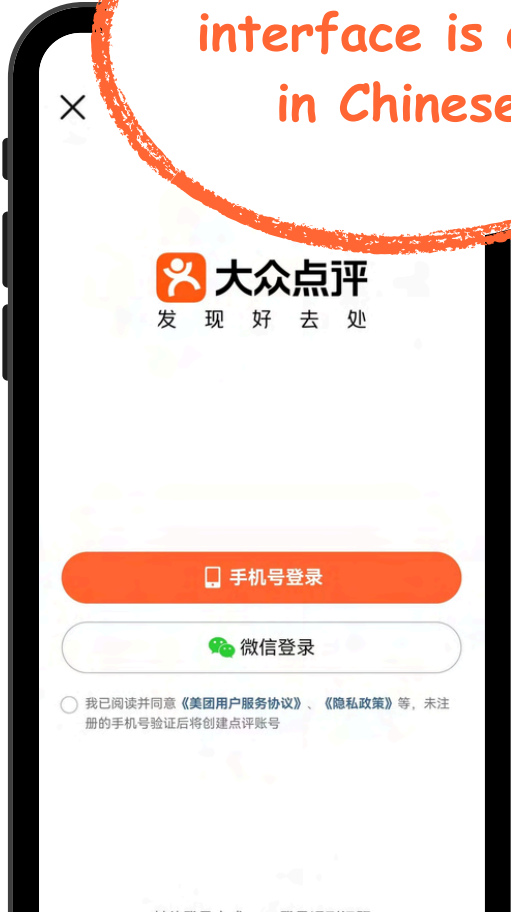 interface is
in Chinese
大众点评
发现好去处
手机号登录
微信登录
我已阅读并同意《美团用户服务协议》、《隐私政策》等，未注
册的手机号验证后将创建点评账号